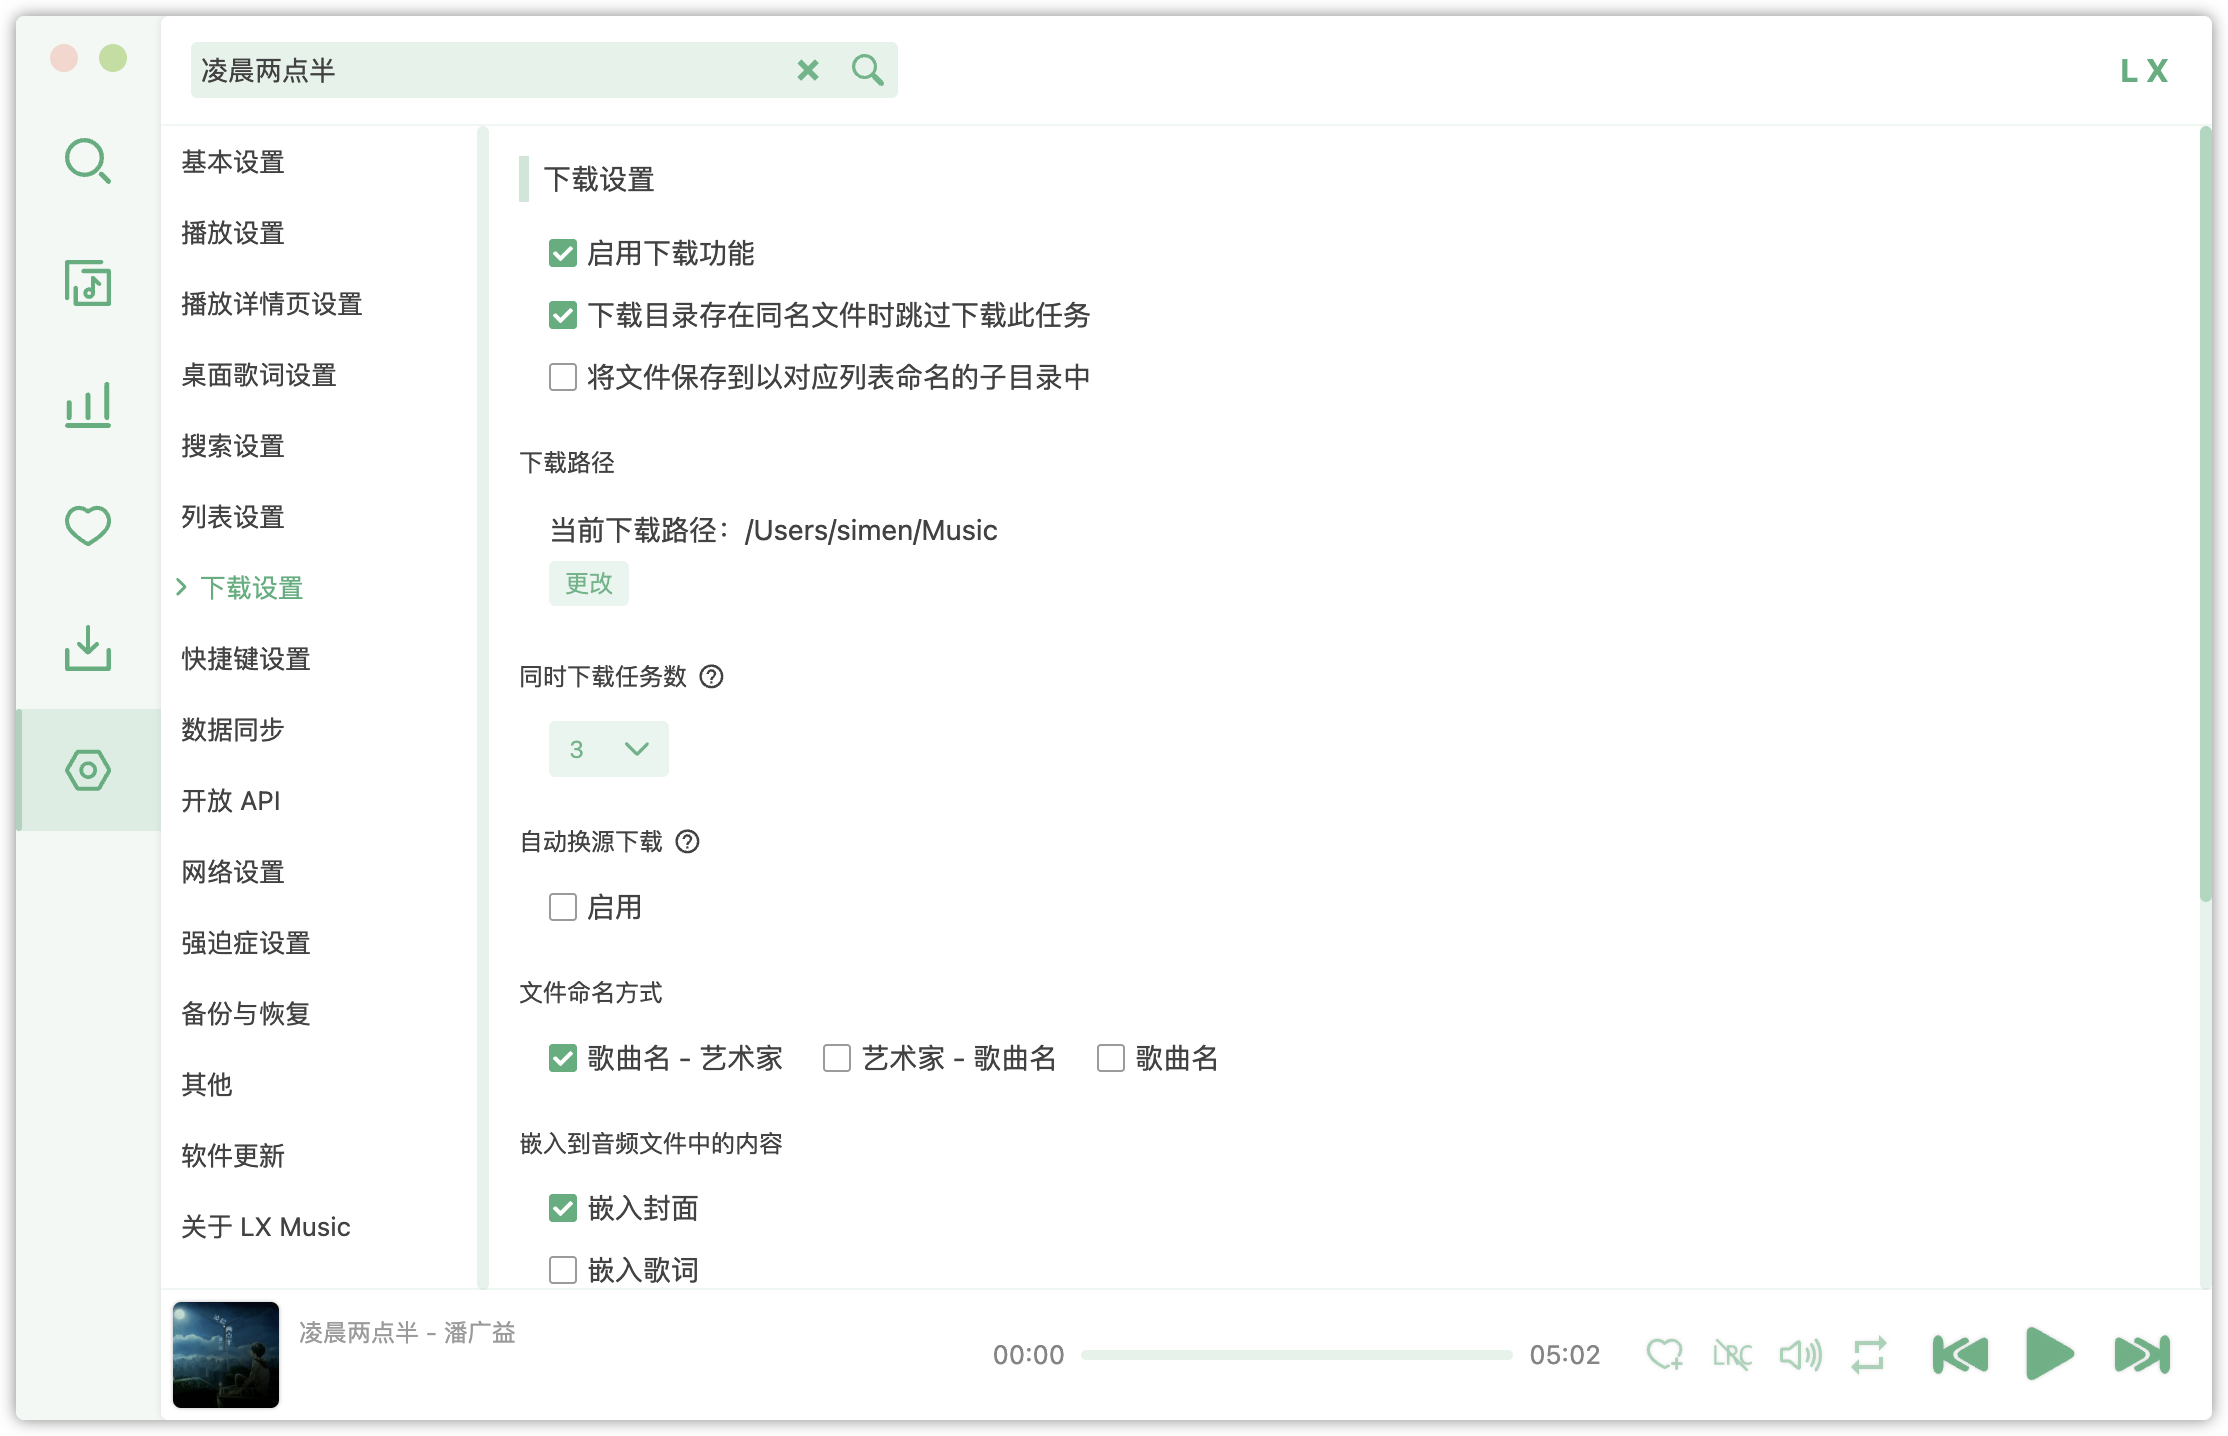 凌晨两点半
LX
基本设置
播放设置
播放详情页设置
桌面歌词设置
搜索设置
列表设置
下载设置
快捷键设置
数据同步
开放 API
网络设置
强迫症设置
备份与恢复
其他
软件更新
关于 LX Music
下载设置
启用下载功能
下载目录存在同名文件时跳过下载此任务
将文件保存到以对应列表命名的子目录中
下载路径
当前下载路径：/Users/simen/Music
更改
同时下载任务数
3
自动换源下载
启用
文件命名方式
歌曲名 - 艺术家 艺术家 - 歌曲名 歌曲名
嵌入到音频文件中的内容
嵌入封面
嵌入歌词
凌晨两点半 - 潘广益
00:00 05:02 LRC